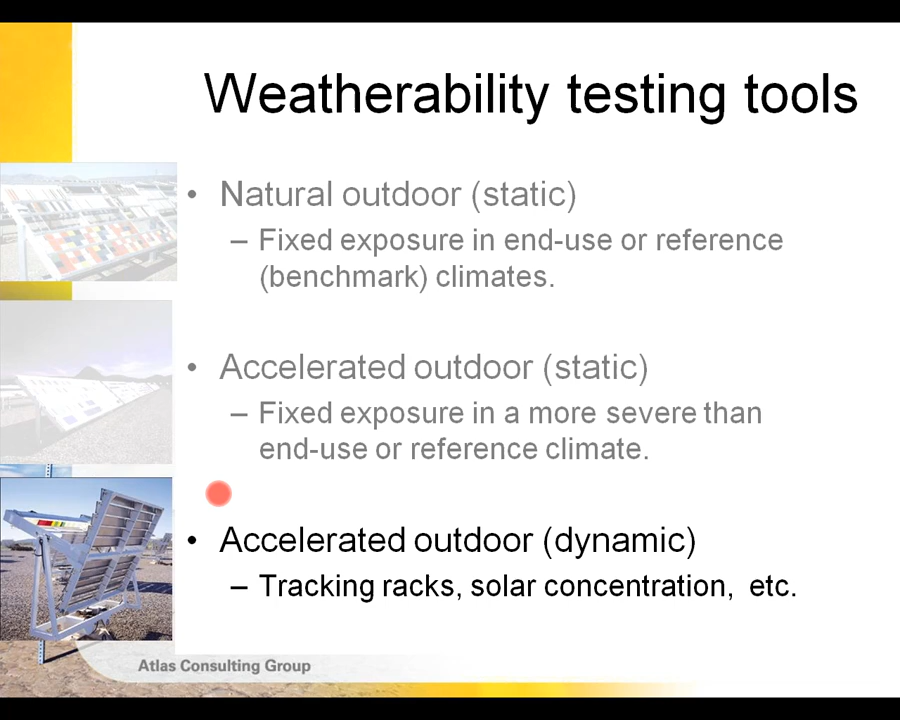 Weatherability testing tools
• Natural outdoor (static)
– Fixed exposure in end-use or reference
(benchmark) climates.
• Accelerated outdoor (static)
– Fixed exposure in a more severe than
end-use or reference climate.
• Accelerated outdoor (dynamic)
– Tracking racks, solar concentration,  etc.
Atlas Consulting Group